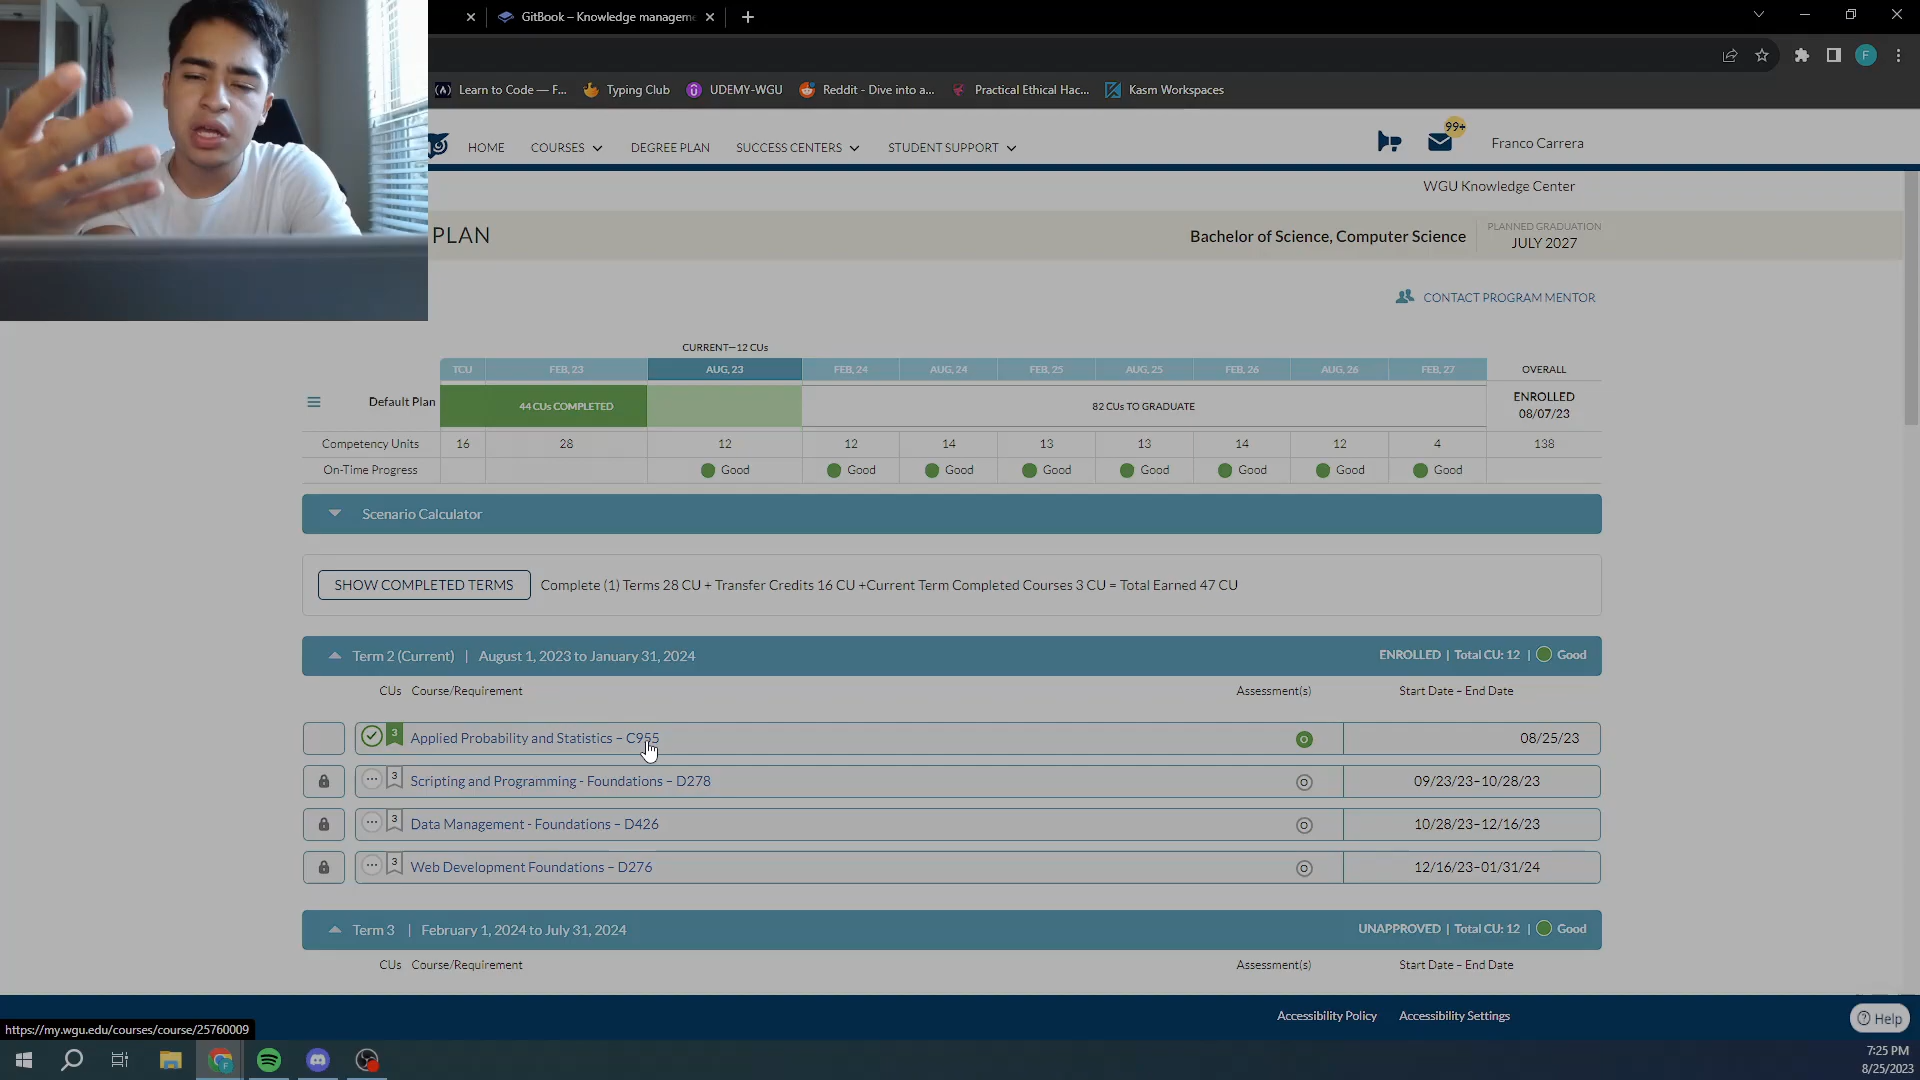 GitBook – Knowledge managem
Learn to Code — F...
Typing Club
UDEMY-WGU
Reddit - Dive into a...
Practical Ethical Hac...
Kasm Workspaces
F
HOME
COURSES
DEGREE PLAN
SUCCESS CENTERS
STUDENT SUPPORT
99+
Franco Carrera
WGU Knowledge Center
PLAN
Bachelor of Science, Computer Science
PLANNED GRADUATION
JULY 2027
CONTACT PROGRAM MENTOR
CURRENT—12 CUs
TCU FEB, 23 AUG, 23 FEB, 24 AUG, 24 FEB, 25 AUG, 25 FEB, 26 AUG, 26 FEB, 27 OVERALL
Default Plan 44 CUs COMPLETED 82 CUs TO GRADUATE ENROLLED
08/07/23
Competency Units 16 28 12 12 14 13 13 14 12 4 138
On-Time Progress Good Good Good Good Good Good Good Good
Scenario Calculator
SHOW COMPLETED TERMS Complete (1) Terms 28 CU + Transfer Credits 16 CU +Current Term Completed Courses 3 CU = Total Earned 47 CU
Term 2 (Current) | August 1, 2023 to January 31, 2024 ENROLLED | Total CU: 12 | Good
CUs Course/Requirement Assessment(s) Start Date – End Date
3 Applied Probability and Statistics – C955 O 08/25/23
3 Scripting and Programming - Foundations – D278 O 09/23/23–10/28/23
3 Data Management - Foundations – D426 O 10/28/23–12/16/23
3 Web Development Foundations – D276 O 12/16/23–01/31/24
Term 3 | February 1, 2024 to July 31, 2024 UNAPPROVED | Total CU: 12 | Good
CUs Course/Requirement Assessment(s) Start Date – End Date
Accessibility Policy Accessibility Settings
Help
https://my.wgu.edu/courses/course/25760009
7:25 PM
8/25/2023